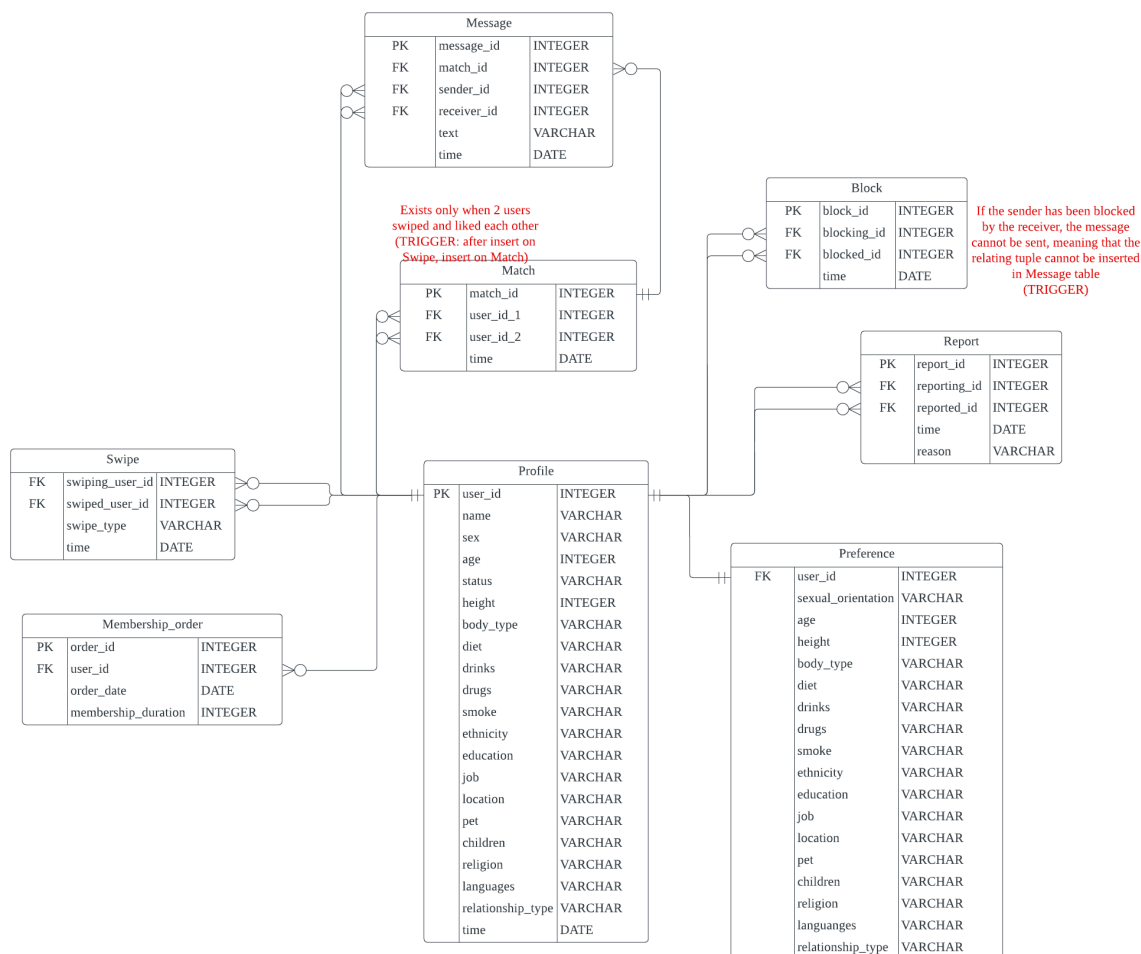 Message
PK message_id INTEGER
FK match_id INTEGER
FK sender_id INTEGER
FK receiver_id INTEGER
text VARCHAR
time DATE
Exists only when 2 users
swiped and liked each other
(TRIGGER: after insert on
Swipe, insert on Match)
Match
PK match_id INTEGER
FK user_id_1 INTEGER
FK user_id_2 INTEGER
time DATE
Block
PK block_id INTEGER
FK blocking_id INTEGER
FK blocked_id INTEGER
time DATE
If the sender has been blocked
by the receiver, the message
cannot be sent, meaning that the
relating tuple cannot be inserted
in Message table
(TRIGGER)
Report
PK report_id INTEGER
FK reporting_id INTEGER
FK reported_id INTEGER
time DATE
reason VARCHAR
Swipe
FK swiping_user_id INTEGER
FK swiped_user_id INTEGER
swipe_type VARCHAR
time DATE
Membership_order
PK order_id INTEGER
FK user_id INTEGER
order_date DATE
membership_duration INTEGER
Profile
PK user_id INTEGER
name VARCHAR
sex VARCHAR
age INTEGER
status VARCHAR
height INTEGER
body_type VARCHAR
diet VARCHAR
drinks VARCHAR
drugs VARCHAR
smoke VARCHAR
ethnicity VARCHAR
education VARCHAR
job VARCHAR
location VARCHAR
pet VARCHAR
children VARCHAR
religion VARCHAR
languages VARCHAR
relationship_type VARCHAR
time DATE
Preference
FK user_id INTEGER
sexual_orientation VARCHAR
age INTEGER
height INTEGER
body_type VARCHAR
diet VARCHAR
drinks VARCHAR
drugs VARCHAR
smoke VARCHAR
ethnicity VARCHAR
education VARCHAR
job VARCHAR
location VARCHAR
pet VARCHAR
children VARCHAR
religion VARCHAR
languanges VARCHAR
relationship_type VARCHAR